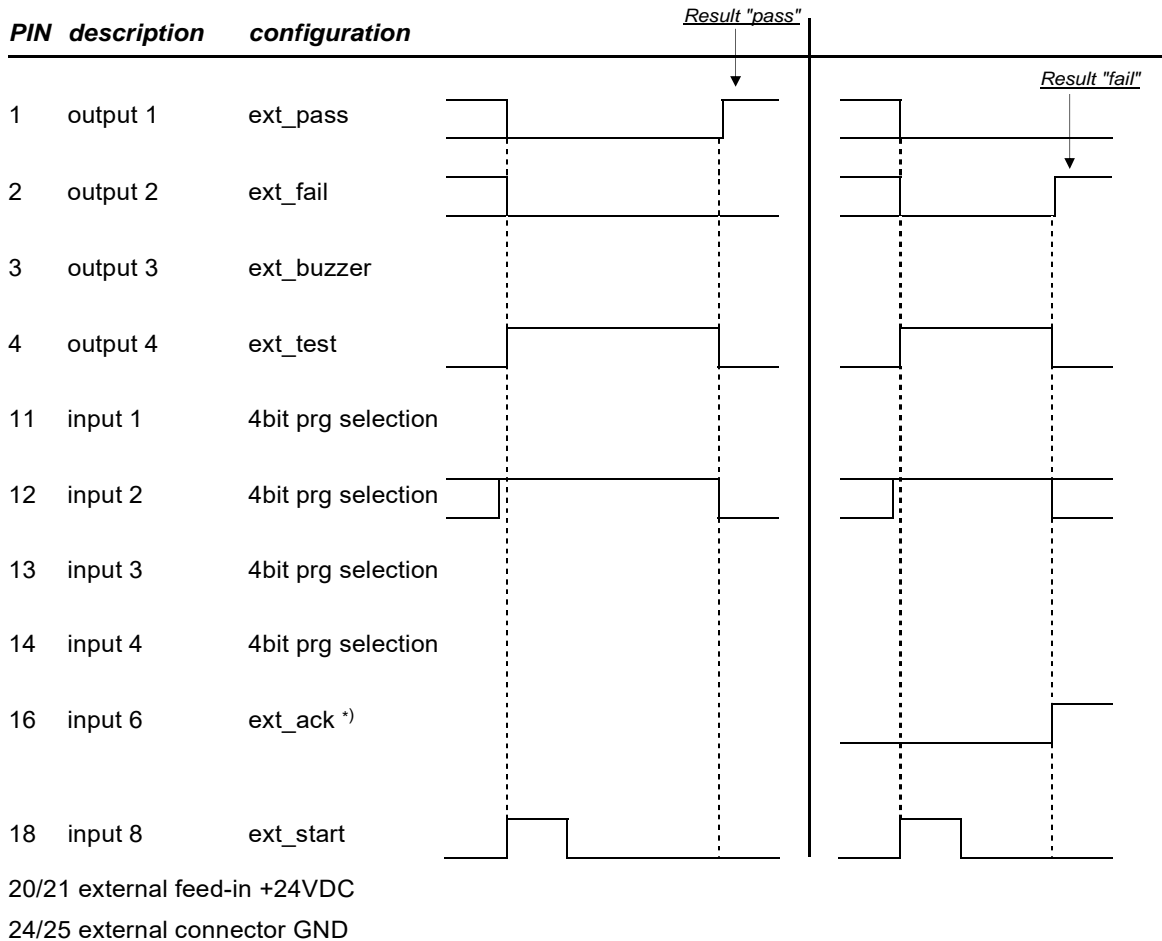 PIN description configuration Result "pass"
Result "fail"
1 output 1 ext_pass
2 output 2 ext_fail
3 output 3 ext_buzzer
4 output 4 ext_test
11 input 1 4bit prg selection
12 input 2 4bit prg selection
13 input 3 4bit prg selection
14 input 4 4bit prg selection
16 input 6 ext_ack *)
18 input 8 ext_start
20/21 external feed-in +24VDC
24/25 external connector GND